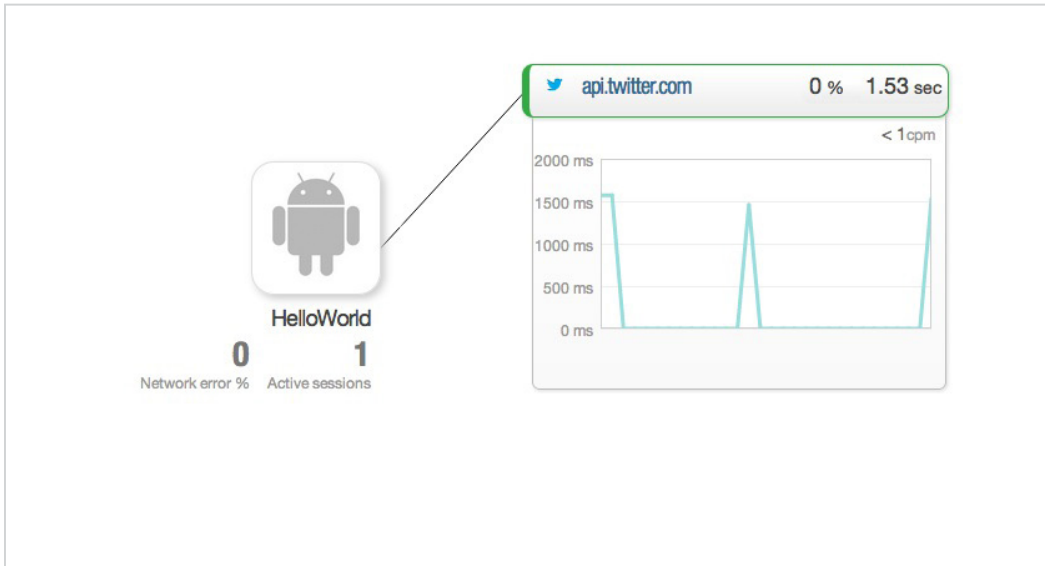 api.twitter.com 0 % 1.53 sec
< 1cpm
2000 ms
1500 ms
1000 ms
500 ms
0 ms
HelloWorld
0 1
Network error % Active sessions